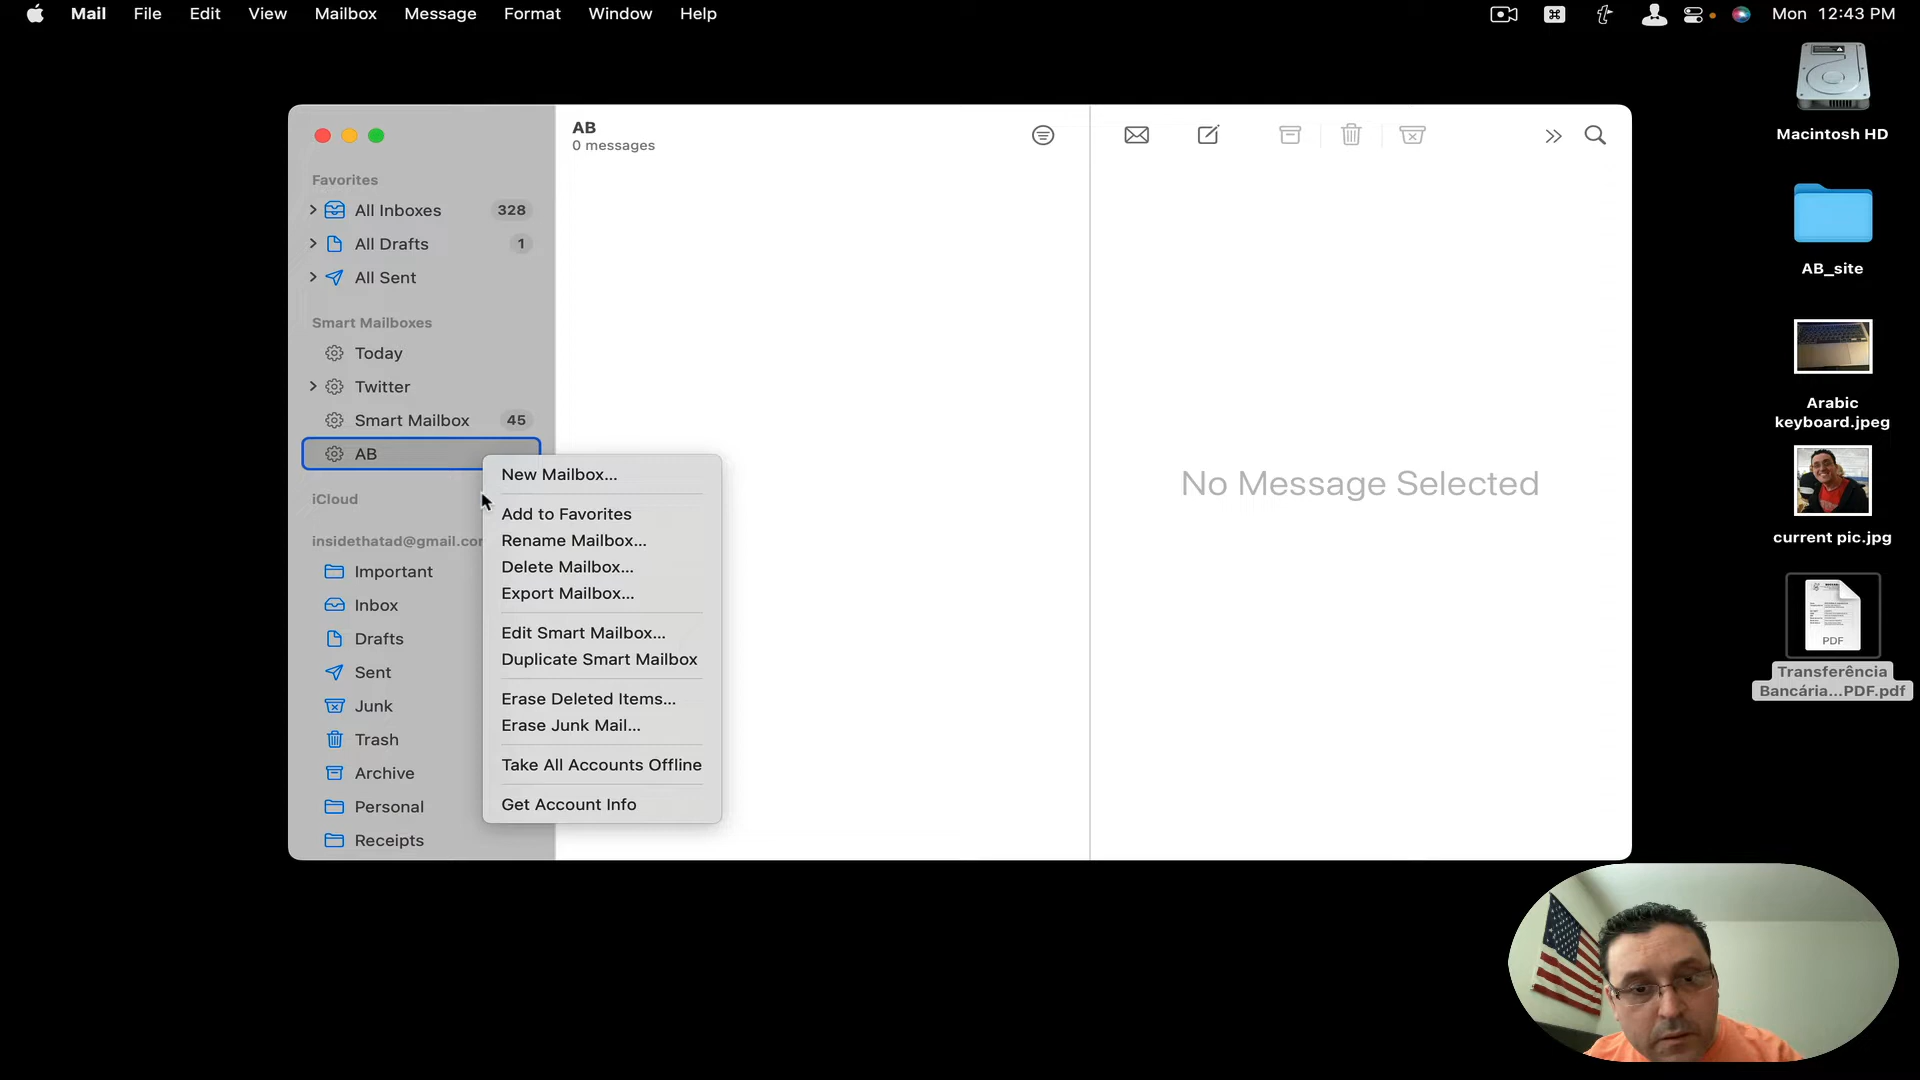 Mail File Edit View Mailbox Message Format Window Help
Mon 12:43 PM
Macintosh HD
AB_site
Arabic
keyboard.jpeg
current pic.jpg
PDF
Transferência
Bancária...PDF.pdf
Favorites
All Inboxes 328
All Drafts 1
All Sent
Smart Mailboxes
Today
Twitter
Smart Mailbox 45
AB
iCloud
insidethatad@gmail.cor
Important
Inbox
Drafts
Sent
Junk
Trash
Archive
Personal
Receipts
AB
0 messages
New Mailbox...
Add to Favorites
Rename Mailbox...
Delete Mailbox...
Export Mailbox...
Edit Smart Mailbox...
Duplicate Smart Mailbox
Erase Deleted Items...
Erase Junk Mail...
Take All Accounts Offline
Get Account Info
No Message Selected